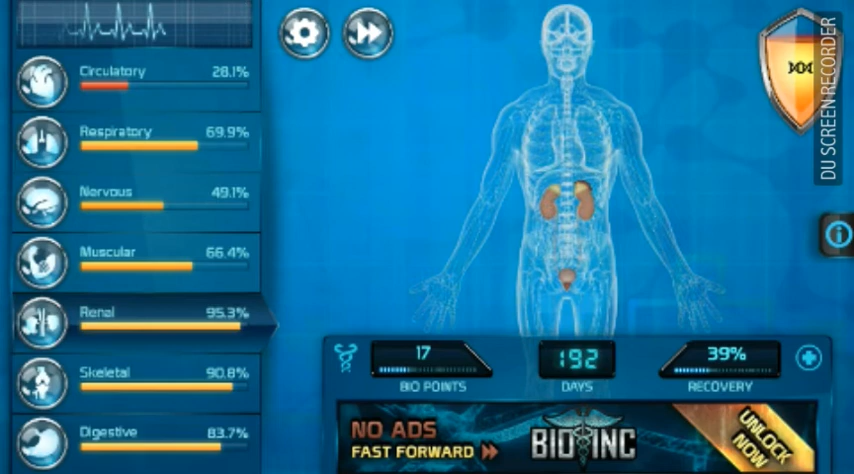 Circulatory 28.1%
Respiratory 69.9%
Nervous 49.1%
Muscular 66.4%
Renal 95.3%
Skeletal 90.8%
Digestive 83.7%
DU SCREEN RECORDER
17
BIO POINTS
192
DAYS
39%
RECOVERY
NO ADS
FAST FORWARD
BIO INC
UNLOCK
NOW